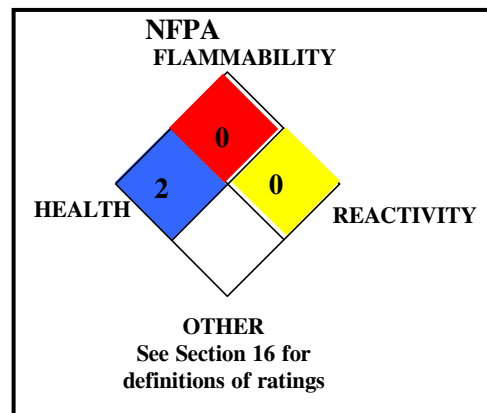 NFPA
FLAMMABILITY
0
2
0
HEALTH
REACTIVITY
OTHER
See Section 16 for
definitions of ratings